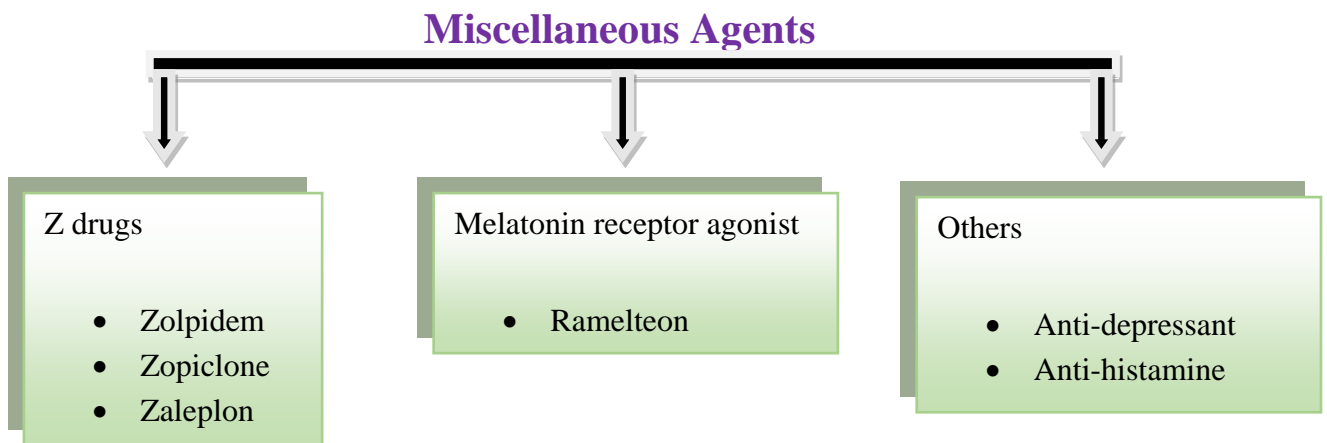 Miscellaneous Agents
Z drugs
• Zolpidem
• Zopiclone
• Zaleplon
Melatonin receptor agonist
• Ramelteon
Others
• Anti-depressant
• Anti-histamine